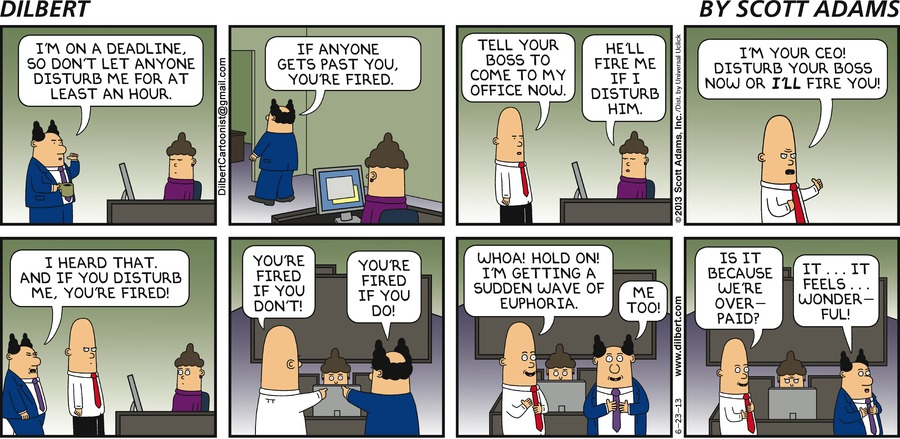 DILBERT
BY SCOTT ADAMS
I'M ON A DEADLINE,
SO DON'T LET ANYONE
DISTURB ME FOR AT
LEAST AN HOUR.
DilbertCartoonist@gmail.com
IF ANYONE
GETS PAST YOU,
YOU'RE FIRED.
TELL YOUR
BOSS TO
COME TO MY
OFFICE NOW.
HE'LL
FIRE ME
IF I
DISTURB
HIM.
©2013 Scott Adams, Inc./Dist. by Universal Uclick
I'M YOUR CEO!
DISTURB YOUR BOSS
NOW OR I'LL FIRE YOU!
I HEARD THAT.
AND IF YOU DISTURB
ME, YOU'RE FIRED!
YOU'RE
FIRED
IF YOU
DON'T!
YOU'RE
FIRED
IF YOU
DO!
WHOA! HOLD ON!
I'M GETTING A
SUDDEN WAVE OF
EUPHORIA.
ME
TOO!
6-23-13 www.dilbert.com
IS IT
BECAUSE
WE'RE
OVER-
PAID?
IT... IT
FEELS...
WONDER-
FUL!